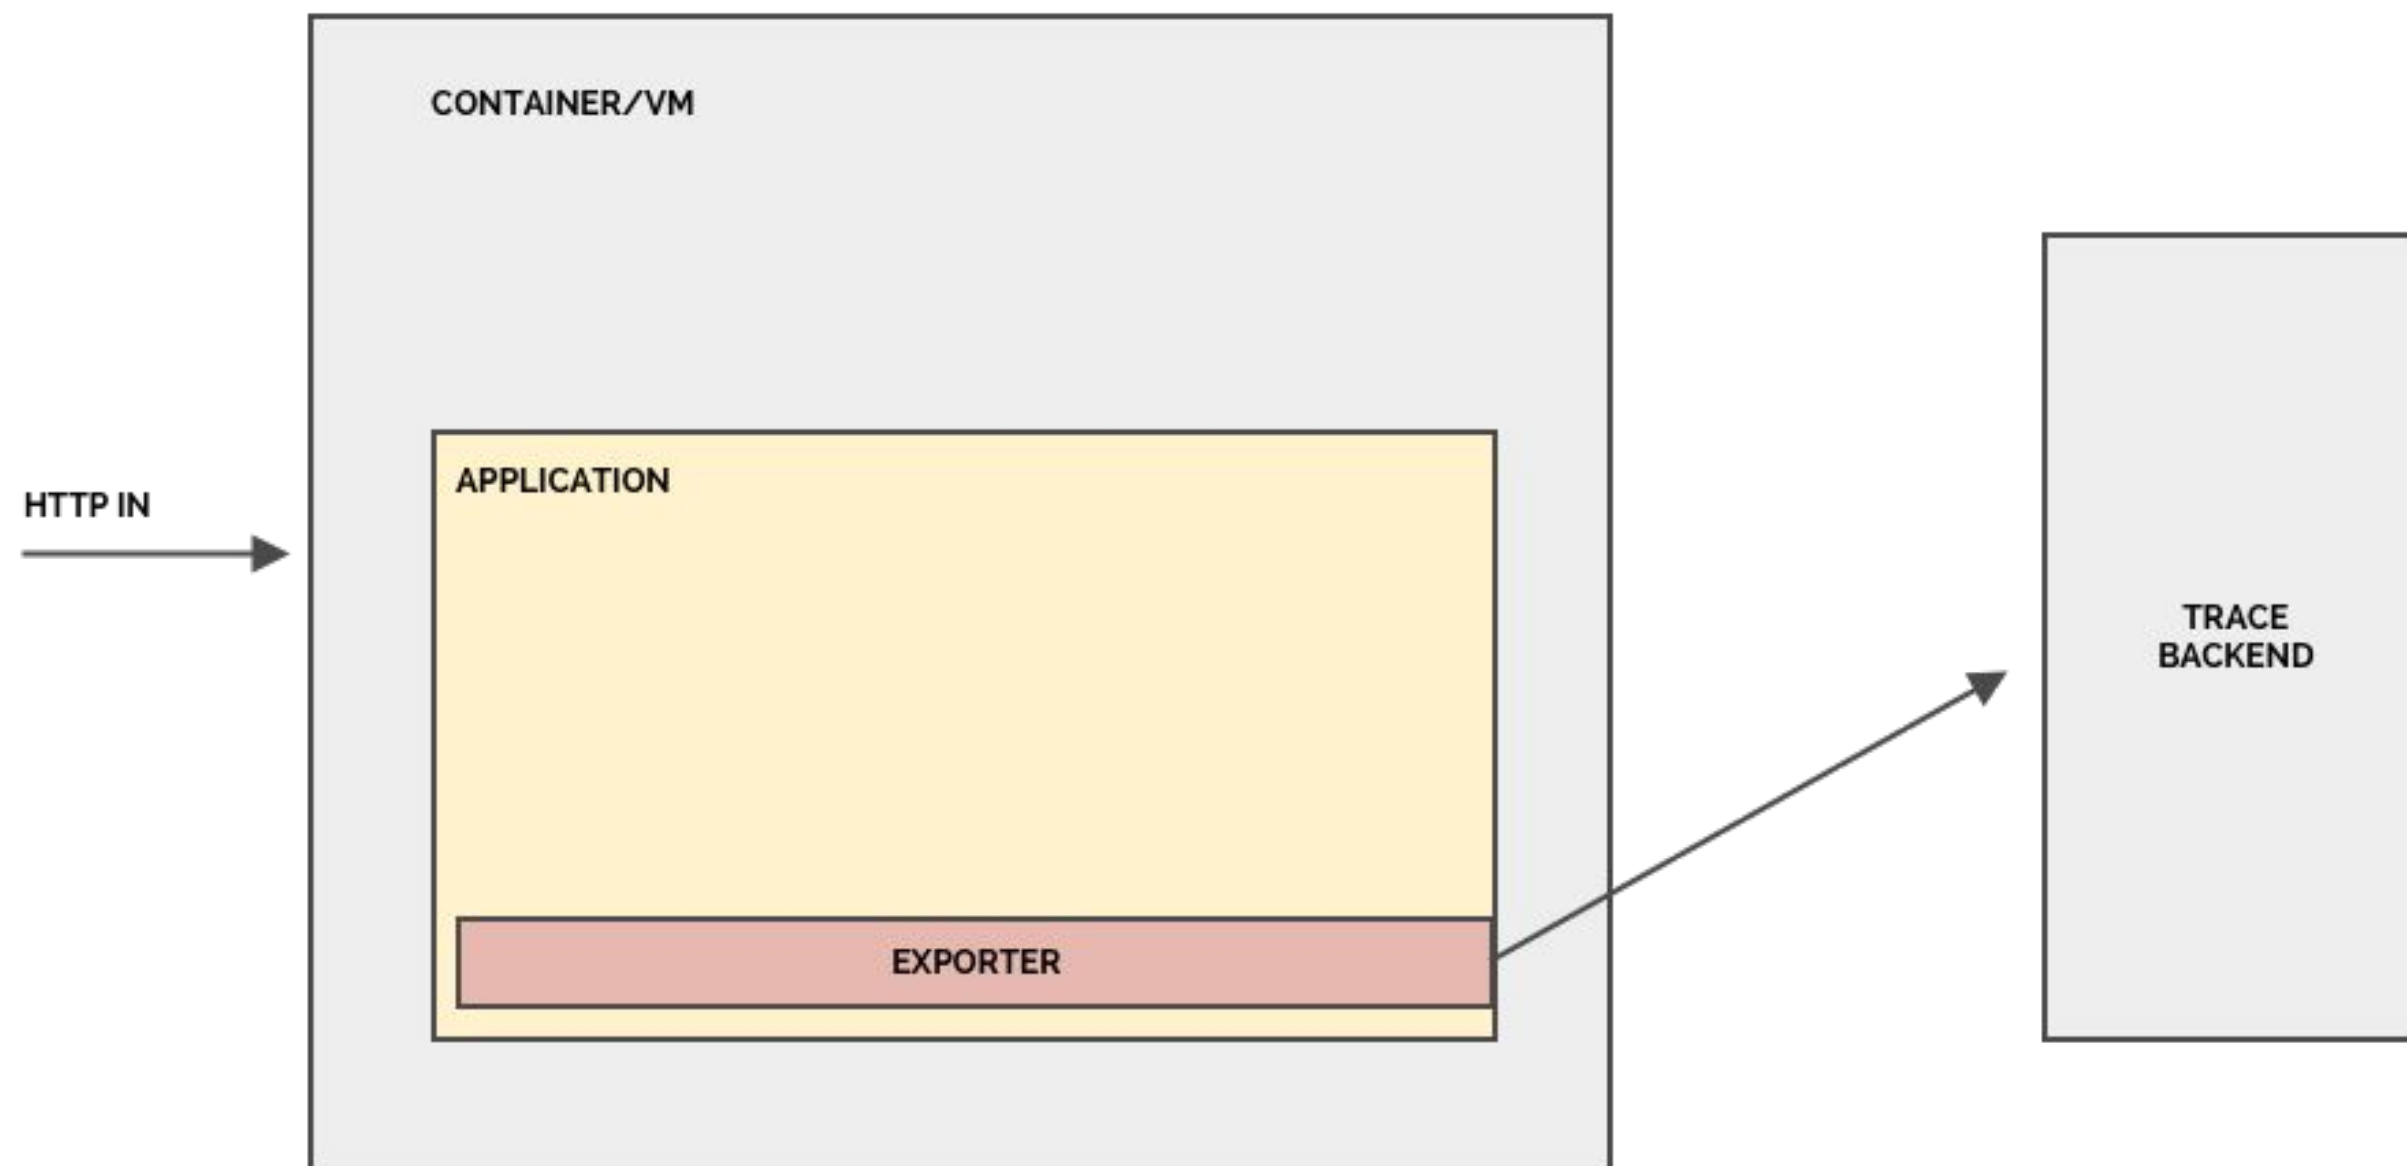 CONTAINER/VM
APPLICATION
HTTP IN
TRACE
BACKEND
EXPORTER